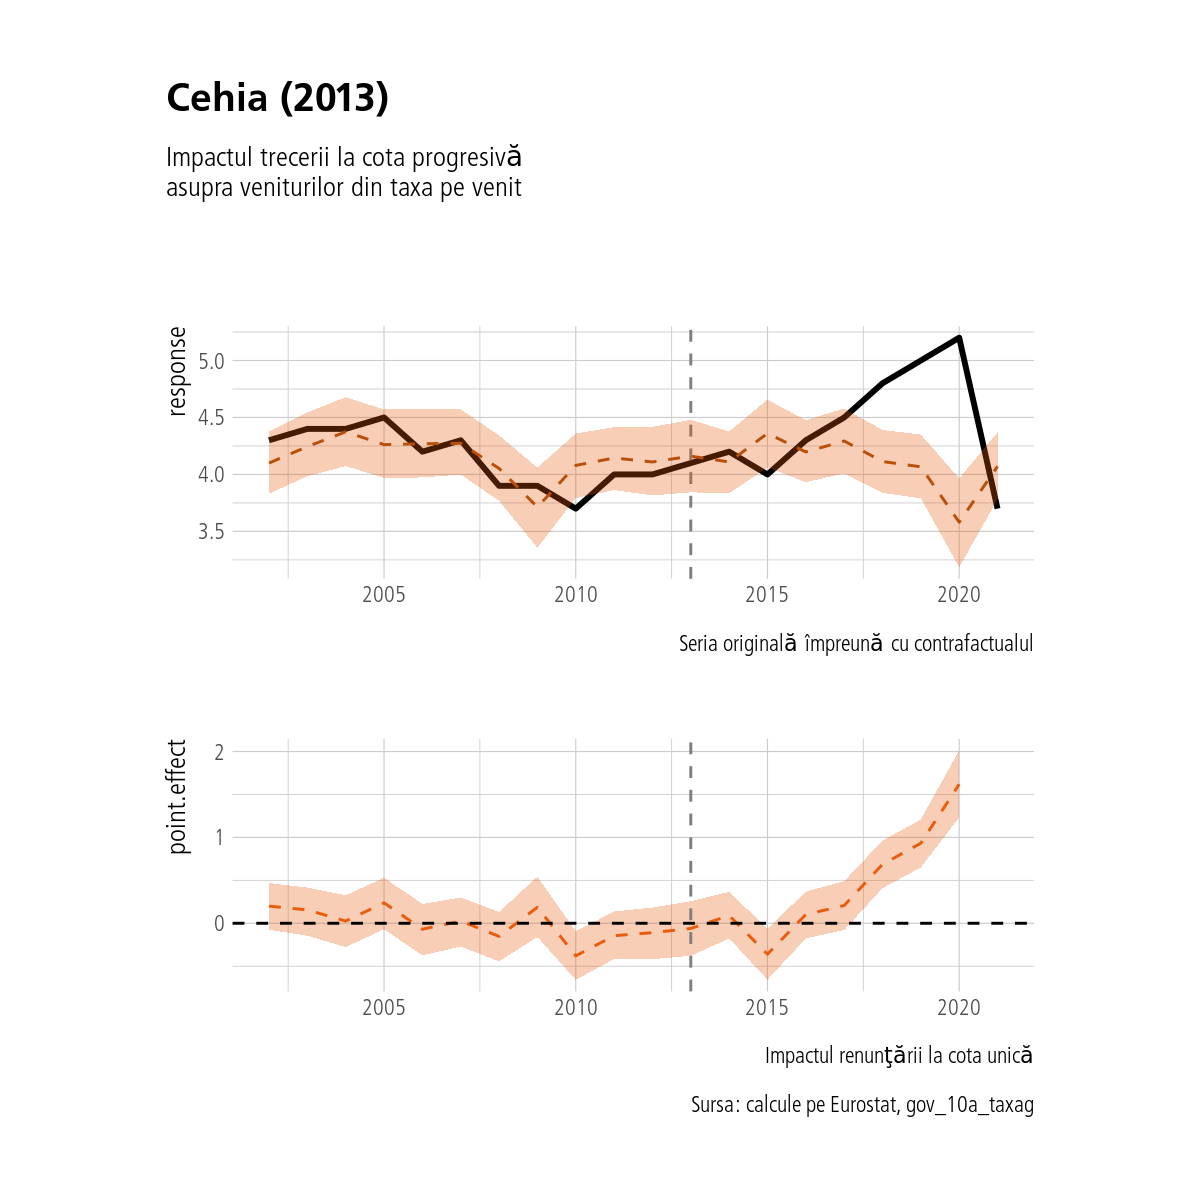 Cehia (2013)
Impactul trecerii la cota progresivă
asupra veniturilor din taxa pe venit
response
5.0
4.5
4.0
3.5
2005 2010 2015 2020
Seria originală împreună cu contrafactualul
point.effect
2
1
0
2005 2010 2015 2020
Impactul renunţării la cota unică
Sursa: calcule pe Eurostat, gov_10a_taxag